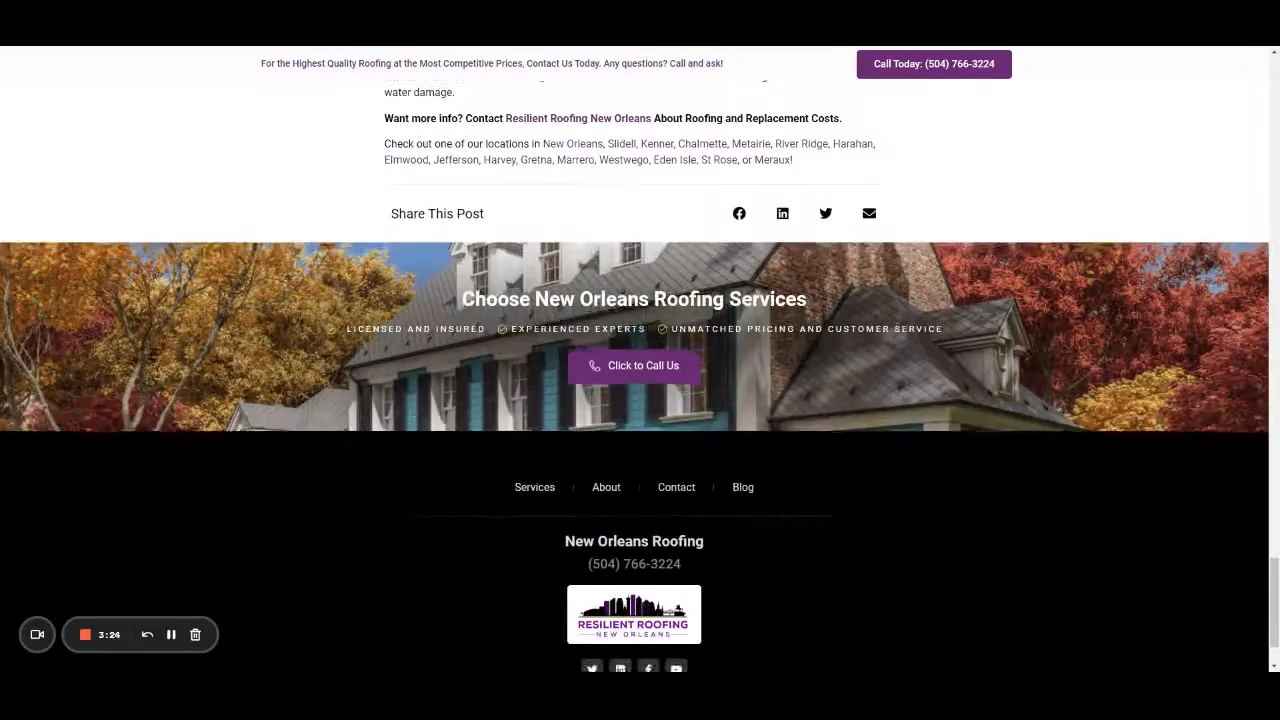 For the Highest Quality Roofing at the Most Competitive Prices, Contact Us Today. Any questions? Call and ask!
Call Today: (504) 766-3224
water damage.
Want more info? Contact Resilient Roofing New Orleans About Roofing and Replacement Costs.
Check out one of our locations in New Orleans, Slidell, Kenner, Chalmette, Metairie, River Ridge, Harahan,
Elmwood, Jefferson, Harvey, Gretna, Marrero, Westwego, Eden Isle, St Rose, or Meraux!
Share This Post
Choose New Orleans Roofing Services
LICENSED AND INSURED EXPERIENCED EXPERTS UNMATCHED PRICING AND CUSTOMER SERVICE
Click to Call Us
Services About Contact Blog
New Orleans Roofing
(504) 766-3224
RESILIENT ROOFING
NEW ORLEANS
3:24